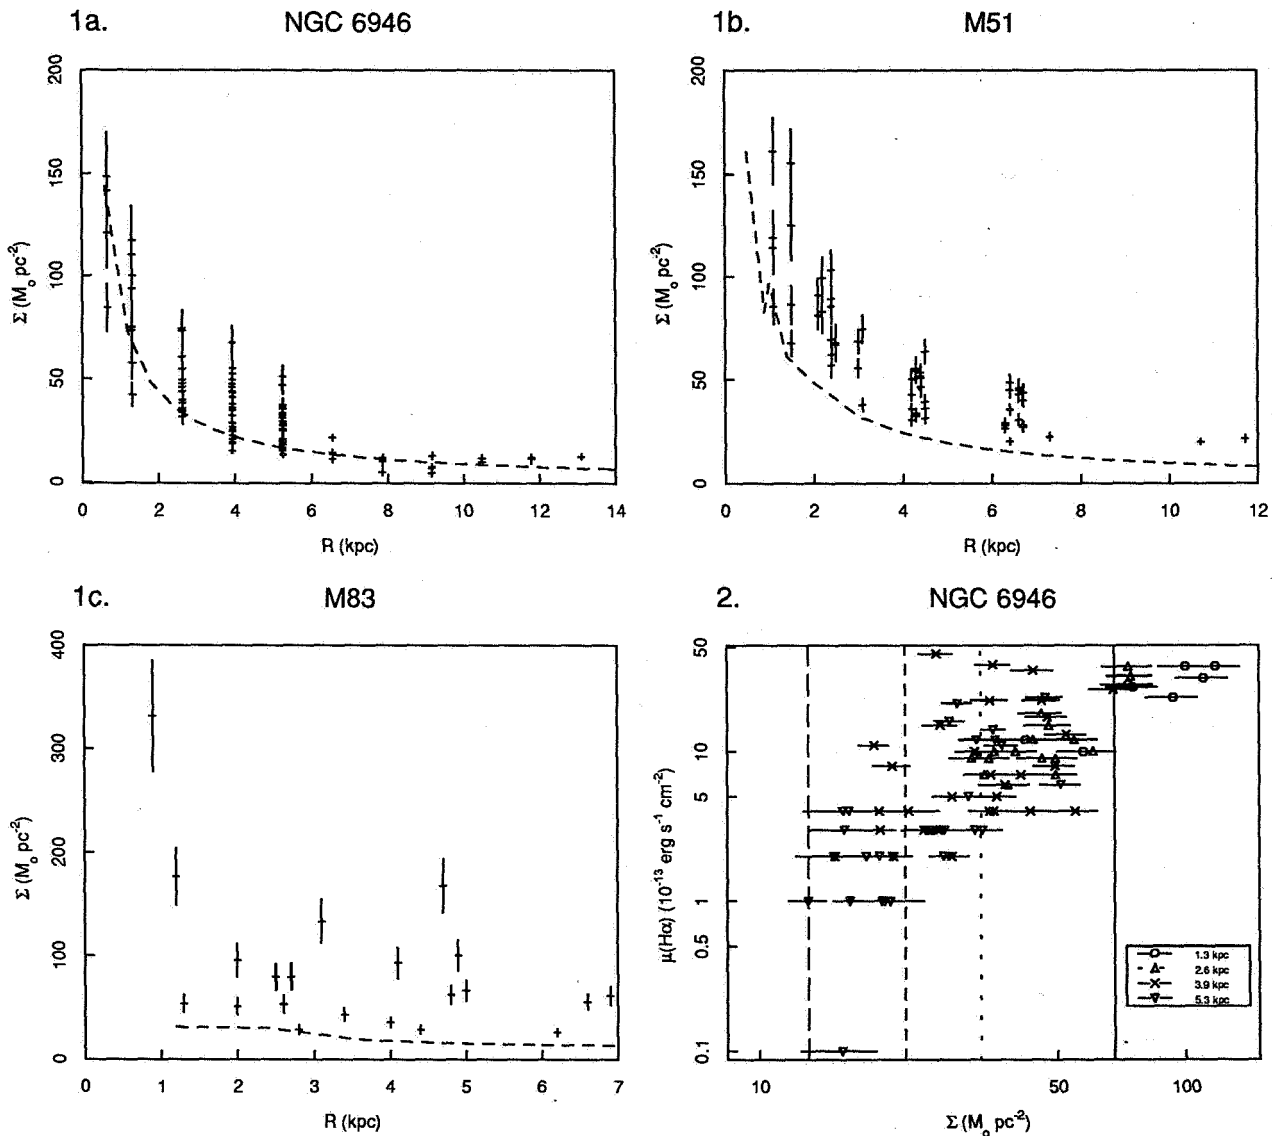 1a. NGC 6946
200
150
100
50
0
Σ (M₀ pc⁻²)
0 2 4 6 8 10 12 14
R (kpc)
1b. M51
200
150
100
50
0
Σ (M₀ pc⁻²)
0 2 4 6 8 10 12
R (kpc)
1c. M83
400
300
200
100
0
Σ (M₀ pc⁻²)
0 1 2 3 4 5 6 7
R (kpc)
2. NGC 6946
50
10
5
1
0.5
0.1
μ(Hα) (10⁻¹³ erg s⁻¹ cm⁻²)
1.3 kpc
2.6 kpc
3.9 kpc
5.3 kpc
10 50 100
Σ (M₀ pc⁻²)